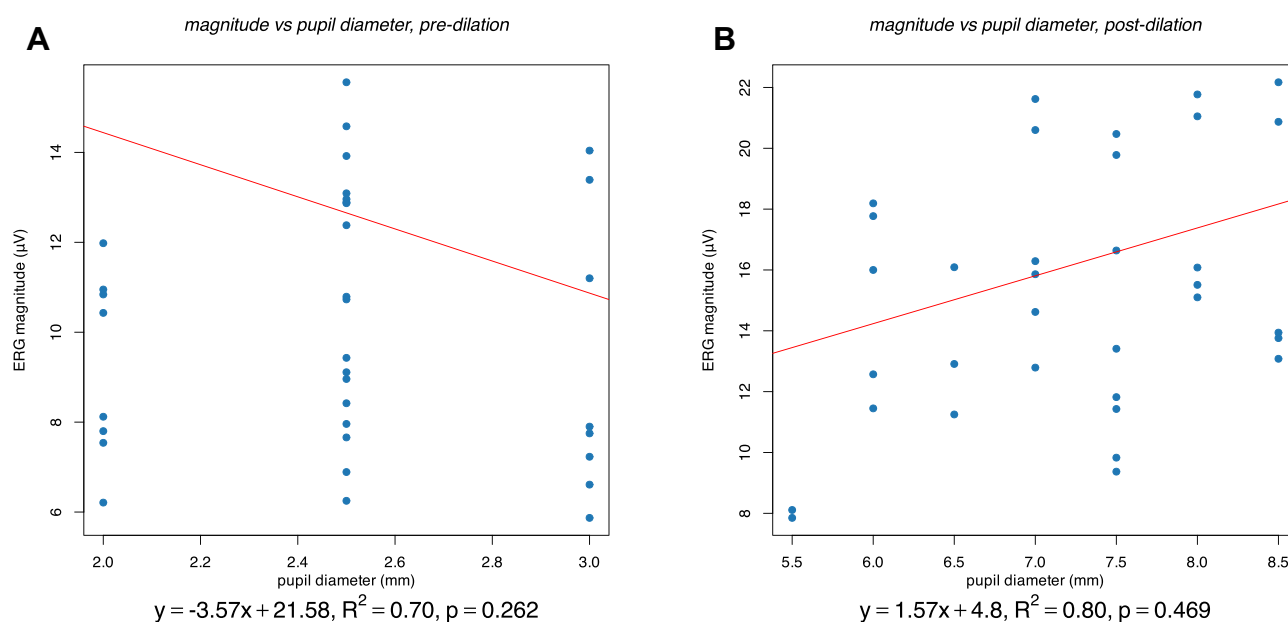 A
magnitude vs pupil diameter, pre-dilation
ERG magnitude (μV)
14
12
10
8
6
2.0 2.2 2.4 2.6 2.8 3.0
pupil diameter (mm)
y = -3.57x + 21.58, R² = 0.70, p = 0.262
B
magnitude vs pupil diameter, post-dilation
ERG magnitude (μV)
22
20
18
16
14
12
10
8
5.5 6.0 6.5 7.0 7.5 8.0 8.5
pupil diameter (mm)
y = 1.57x + 4.8, R² = 0.80, p = 0.469